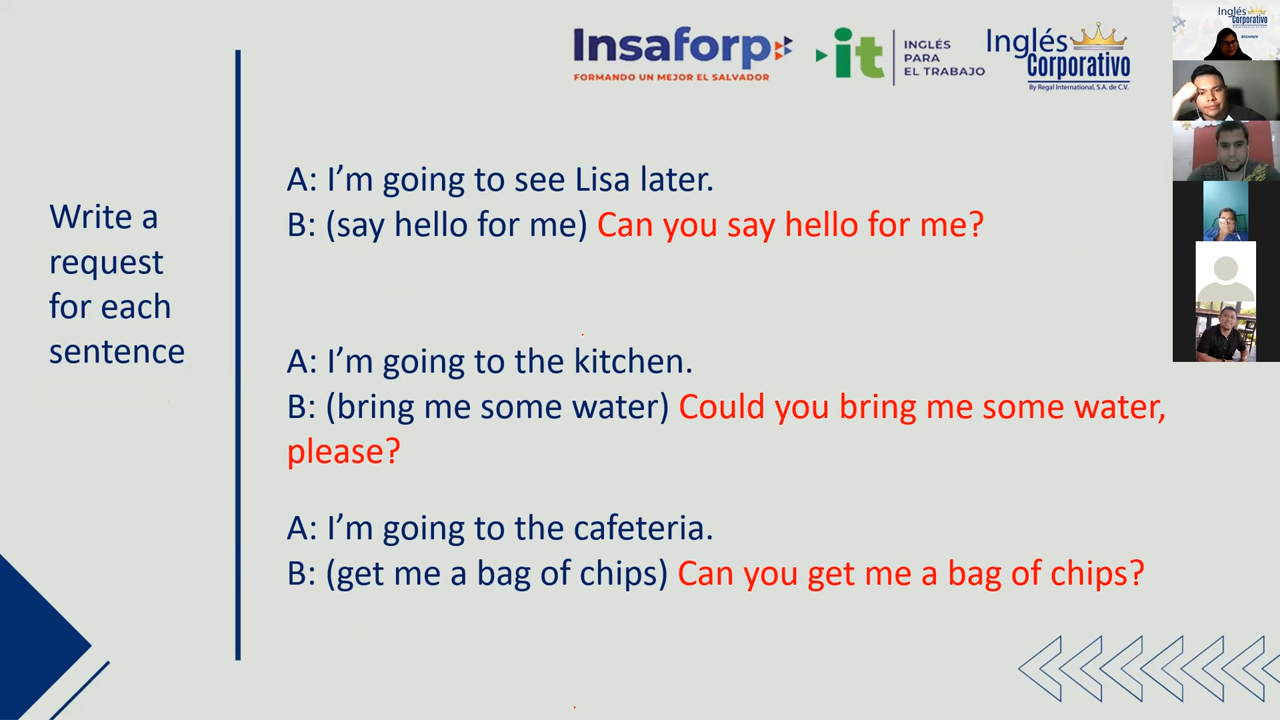 Insaforp
FORMANDO UN MEJOR EL SALVADOR
it
INGLÉS
PARA
EL TRABAJO
Inglés
Corporativo
By Regal International, S.A. de C.V.
Inglés
Corporativo
Write a
request
for each
sentence
A: I’m going to see Lisa later.
B: (say hello for me) Can you say hello for me?
A: I’m going to the kitchen.
B: (bring me some water) Could you bring me some water,
please?
A: I’m going to the cafeteria.
B: (get me a bag of chips) Can you get me a bag of chips?